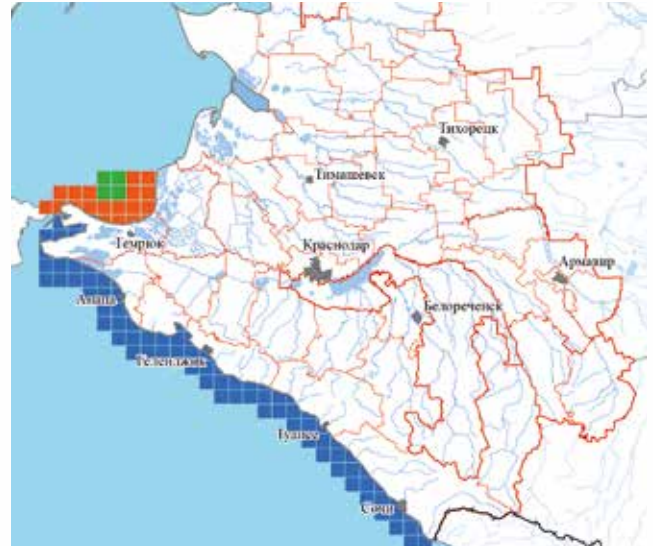 Тихорецк
Тимашевск
Темрюк
Краснодар
Армавир
Анапа
Белореченск
Геленджик
Туапсе
Сочи